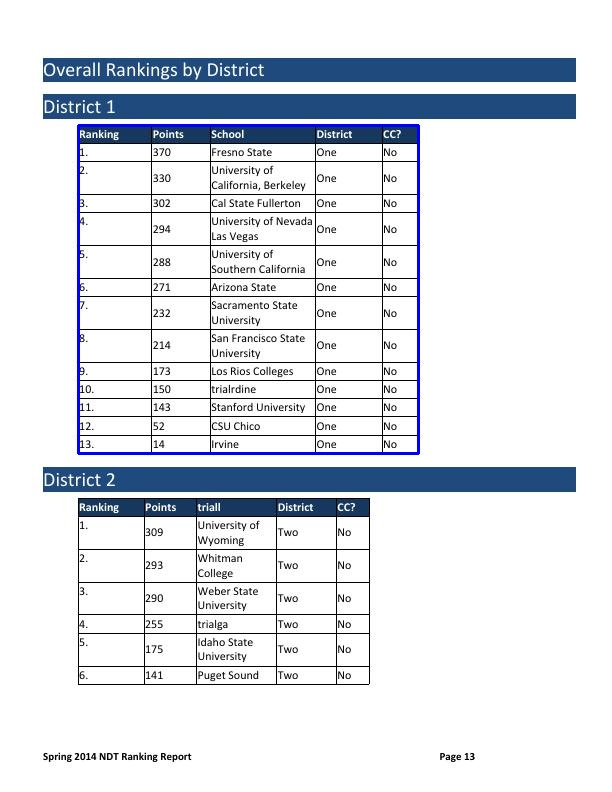 Overall Rankings by District
District 1
Ranking Points School District CC?
1. 370 Fresno State One No
2. 330 University of
California, Berkeley One No
3. 302 Cal State Fullerton One No
4. 294 University of Nevada
Las Vegas One No
5. 288 University of
Southern California One No
6. 271 Arizona State One No
7. 232 Sacramento State
University One No
8. 214 San Francisco State
University One No
9. 173 Los Rios Colleges One No
10. 150 trialrdine One No
11. 143 Stanford University One No
12. 52 CSU Chico One No
13. 14 Irvine One No
District 2
Ranking Points triall District CC?
1. 309 University of
Wyoming Two No
2. 293 Whitman
College Two No
3. 290 Weber State
University Two No
4. 255 trialga Two No
5. 175 Idaho State
University Two No
6. 141 Puget Sound Two No
Spring 2014 NDT Ranking Report Page 13